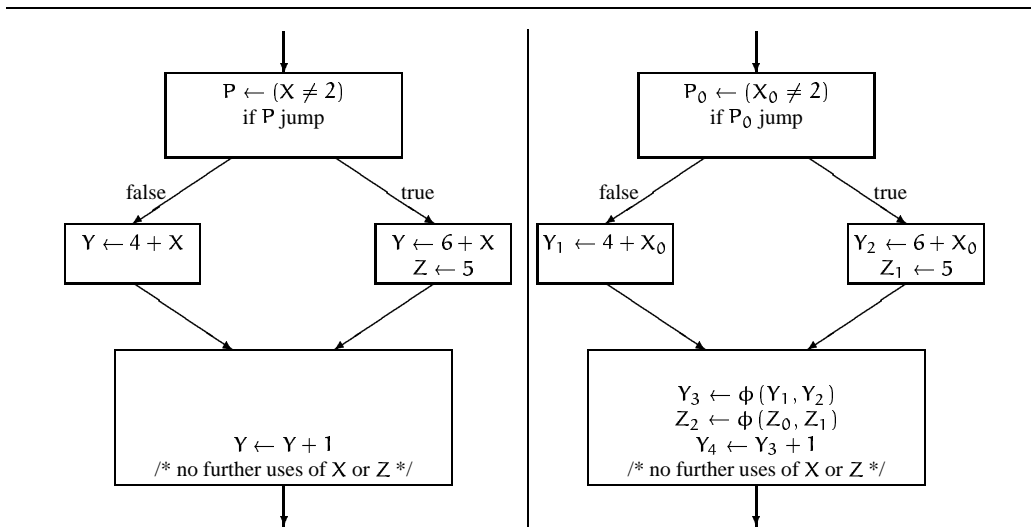 P ← (X ≠ 2)
if P jump
false
true
Y ← 4 + X
Y ← 6 + X
Z ← 5
Y ← Y + 1
/* no further uses of X or Z */
P₀ ← (X₀ ≠ 2)
if P₀ jump
false
true
Y₁ ← 4 + X₀
Y₂ ← 6 + X₀
Z₁ ← 5
Y₃ ← φ (Y₁, Y₂)
Z₂ ← φ (Z₀, Z₁)
Y₄ ← Y₃ + 1
/* no further uses of X or Z */